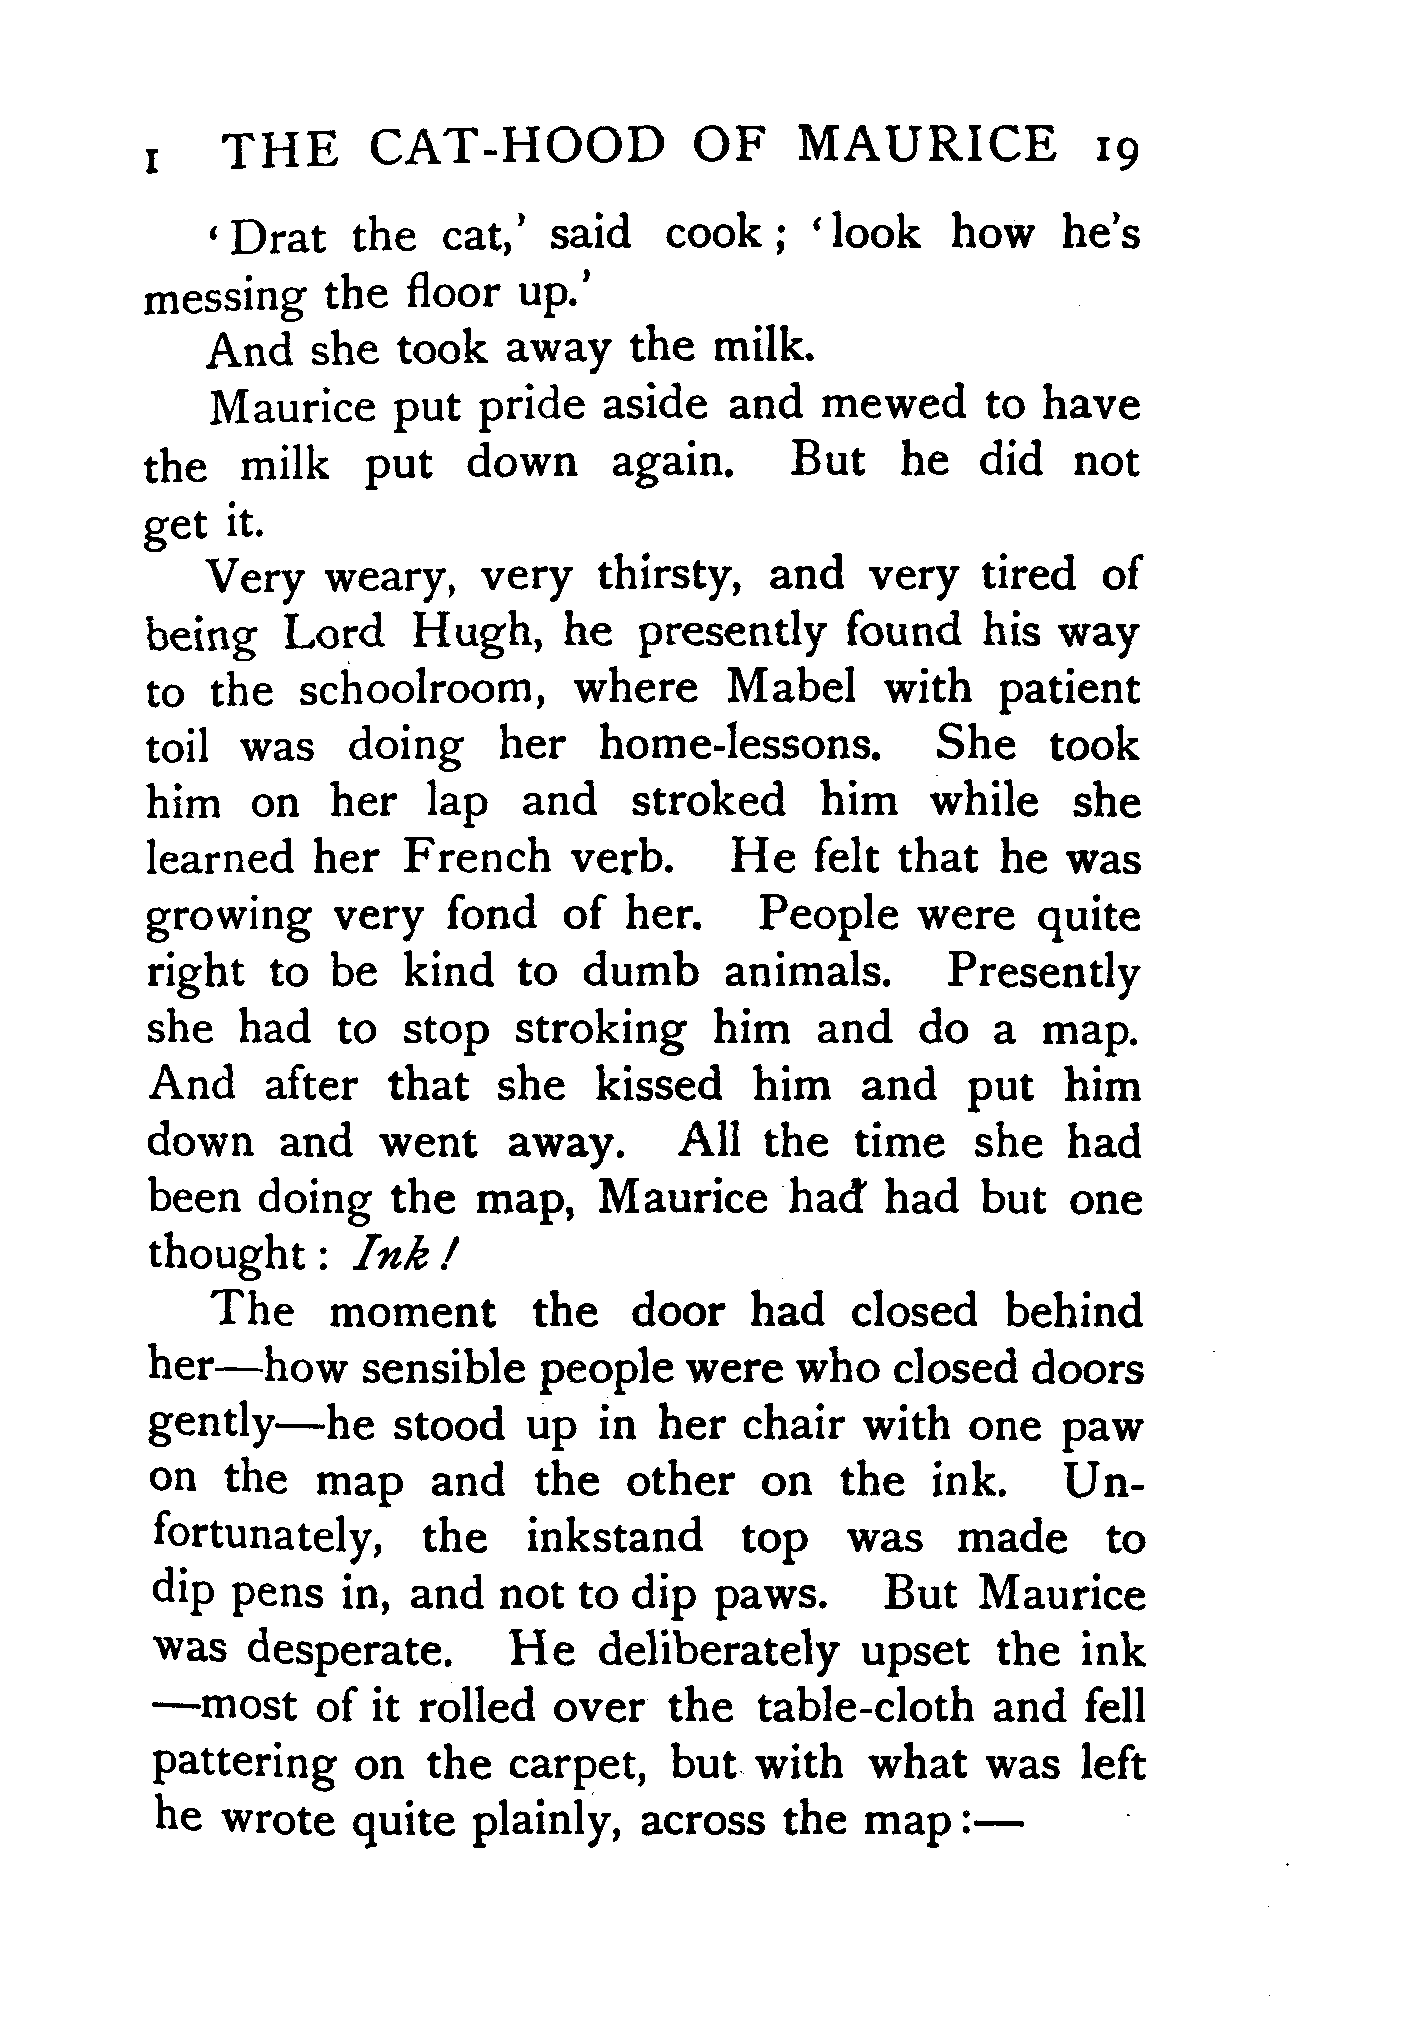 I THE CAT-HOOD OF MAURICE 19
‘Drat the cat,’ said cook; ‘look how he’s
messing the floor up.’
And she took away the milk.
Maurice put pride aside and mewed to have
the milk put down again. But he did not
get it.
Very weary, very thirsty, and very tired of
being Lord Hugh, he presently found his way
to the schoolroom, where Mabel with patient
toil was doing her home-lessons. She took
him on her lap and stroked him while she
learned her French verb. He felt that he was
growing very fond of her. People were quite
right to be kind to dumb animals. Presently
she had to stop stroking him and do a map.
And after that she kissed him and put him
down and went away. All the time she had
been doing the map, Maurice had had but one
thought: Ink!
The moment the door had closed behind
her—how sensible people were who closed doors
gently—he stood up in her chair with one paw
on the map and the other on the ink. Un-
fortunately, the inkstand top was made to
dip pens in, and not to dip paws. But Maurice
was desperate. He deliberately upset the ink
—most of it rolled over the table-cloth and fell
pattering on the carpet, but with what was left
he wrote quite plainly, across the map:—